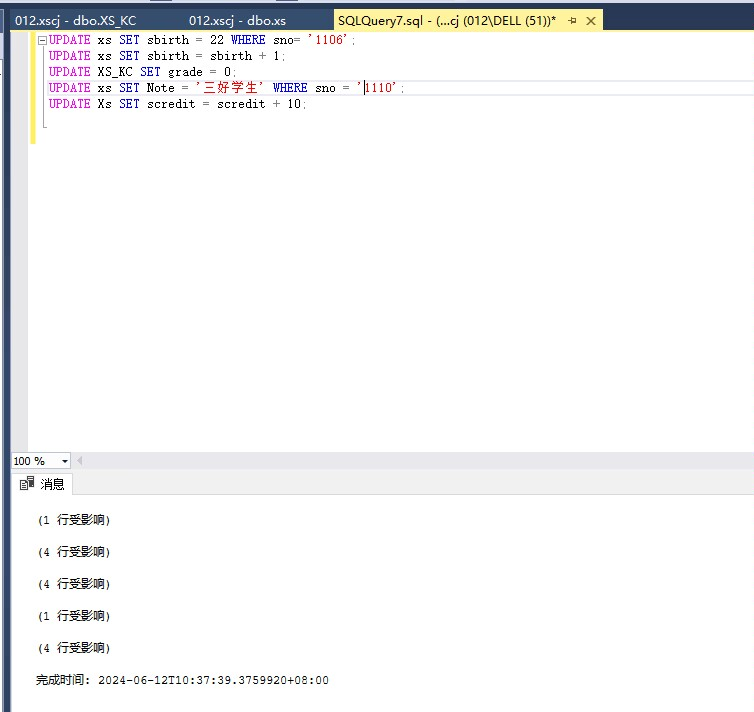 012.xscj - dbo.XS_KC 012.xscj - dbo.xs SQLQuery7.sql - (...cj (012\DELL (51))*
UPDATE xs SET sbirth = 22 WHERE sno= '1106';
UPDATE xs SET sbirth = sbirth + 1;
UPDATE XS_KC SET grade = 0;
UPDATE xs SET Note = '三好学生' WHERE sno = '1110';
UPDATE Xs SET scredit = scredit + 10;
100 %
消息
(1 行受影响)
(4 行受影响)
(4 行受影响)
(1 行受影响)
(4 行受影响)
完成时间: 2024-06-12T10:37:39.3759920+08:00